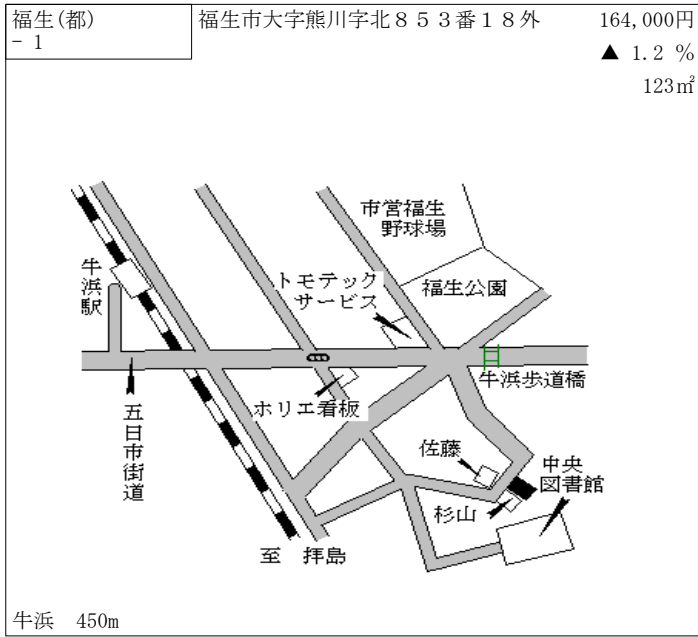 福生(都)
- 1
福生市大字熊川字北８５３番１８外
164,000円
▲ 1.2 %
123㎡
市営福生
野球場
牛浜駅
トモテック
サービス
福生公園
牛浜歩道橋
ホリエ看板
五日市街道
佐藤
中央
図書館
杉山
至 拝島
牛浜 450m